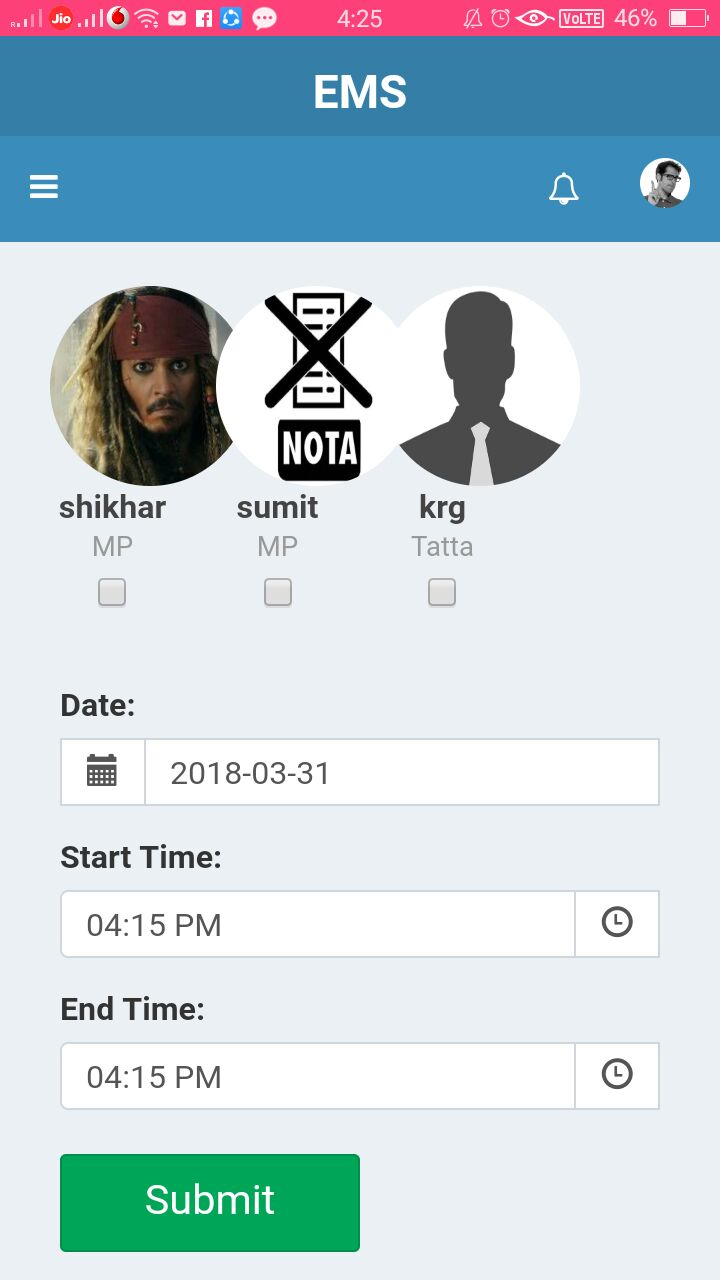 Jio 4:25 VoLTE 46%
EMS
NOTA
shikhar sumit krg
MP MP Tatta
Date:
2018-03-31
Start Time:
04:15 PM
End Time:
04:15 PM
Submit